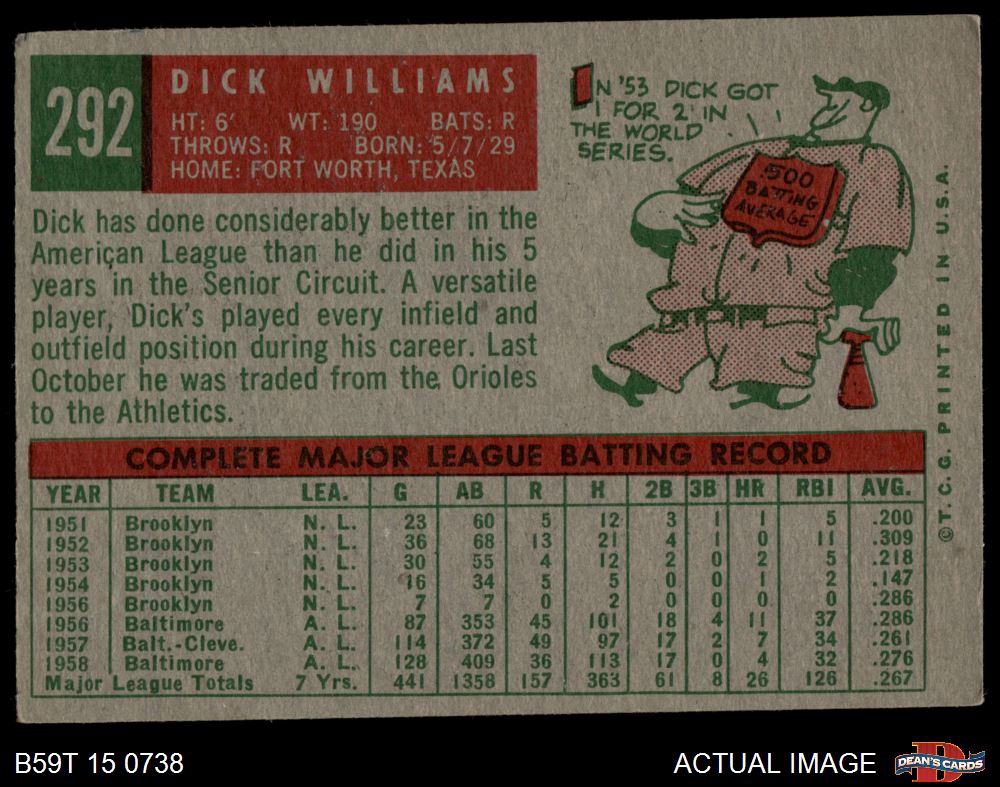 292
DICK WILLIAMS
HT: 6' WT: 190 BATS: R
THROWS: R BORN: 5/7/29
HOME: FORT WORTH, TEXAS
IN '53 DICK GOT
1 FOR 2 IN
THE WORLD
SERIES.
.500
BATTING
AVERAGE
Dick has done considerably better in the
American League than he did in his 5
years in the Senior Circuit. A versatile
player, Dick's played every infield and
outfield position during his career. Last
October he was traded from the Orioles
to the Athletics.
COMPLETE MAJOR LEAGUE BATTING RECORD
YEAR TEAM LEA. G AB R H 2B 3B HR RBI AVG.
1951 Brooklyn N. L. 23 60 5 12 3 1 1 5 .200
1952 Brooklyn N. L. 36 68 13 21 4 1 0 11 .309
1953 Brooklyn N. L. 30 55 4 12 2 0 2 5 .218
1954 Brooklyn N. L. 16 34 5 5 0 0 1 2 .147
1956 Brooklyn N. L. 7 7 0 2 0 0 0 0 .286
1956 Baltimore A. L. 87 353 45 101 18 4 11 37 .286
1957 Balt.-Cleve. A. L. 114 372 49 97 17 2 7 34 .261
1958 Baltimore A. L. 128 409 36 113 17 0 4 32 .276
Major League Totals 7 Yrs. 441 1358 157 363 61 8 26 126 .267
©T. C. G. PRINTED IN U.S.A.
B59T 15 0738
ACTUAL IMAGE
DEAN'S CARDS